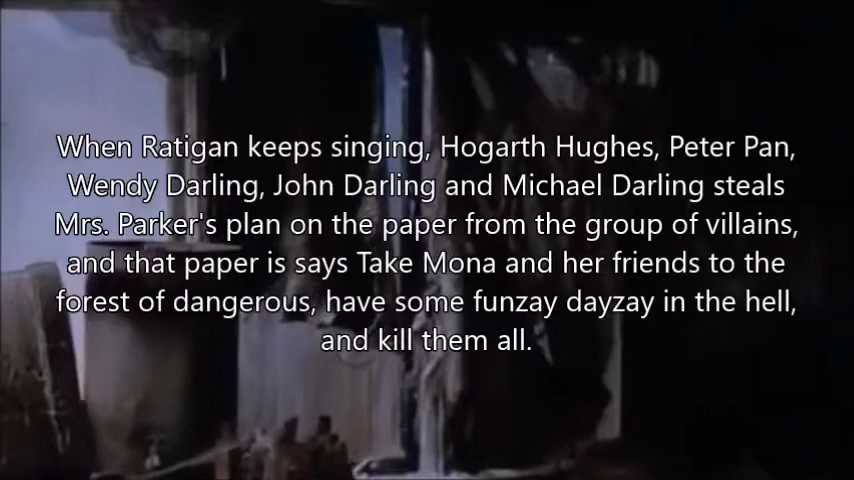 When Ratigan keeps singing, Hogarth Hughes, Peter Pan,
Wendy Darling, John Darling and Michael Darling steals
Mrs. Parker's plan on the paper from the group of villains,
and that paper is says Take Mona and her friends to the
forest of dangerous, have some funzay dayzay in the hell,
and kill them all.